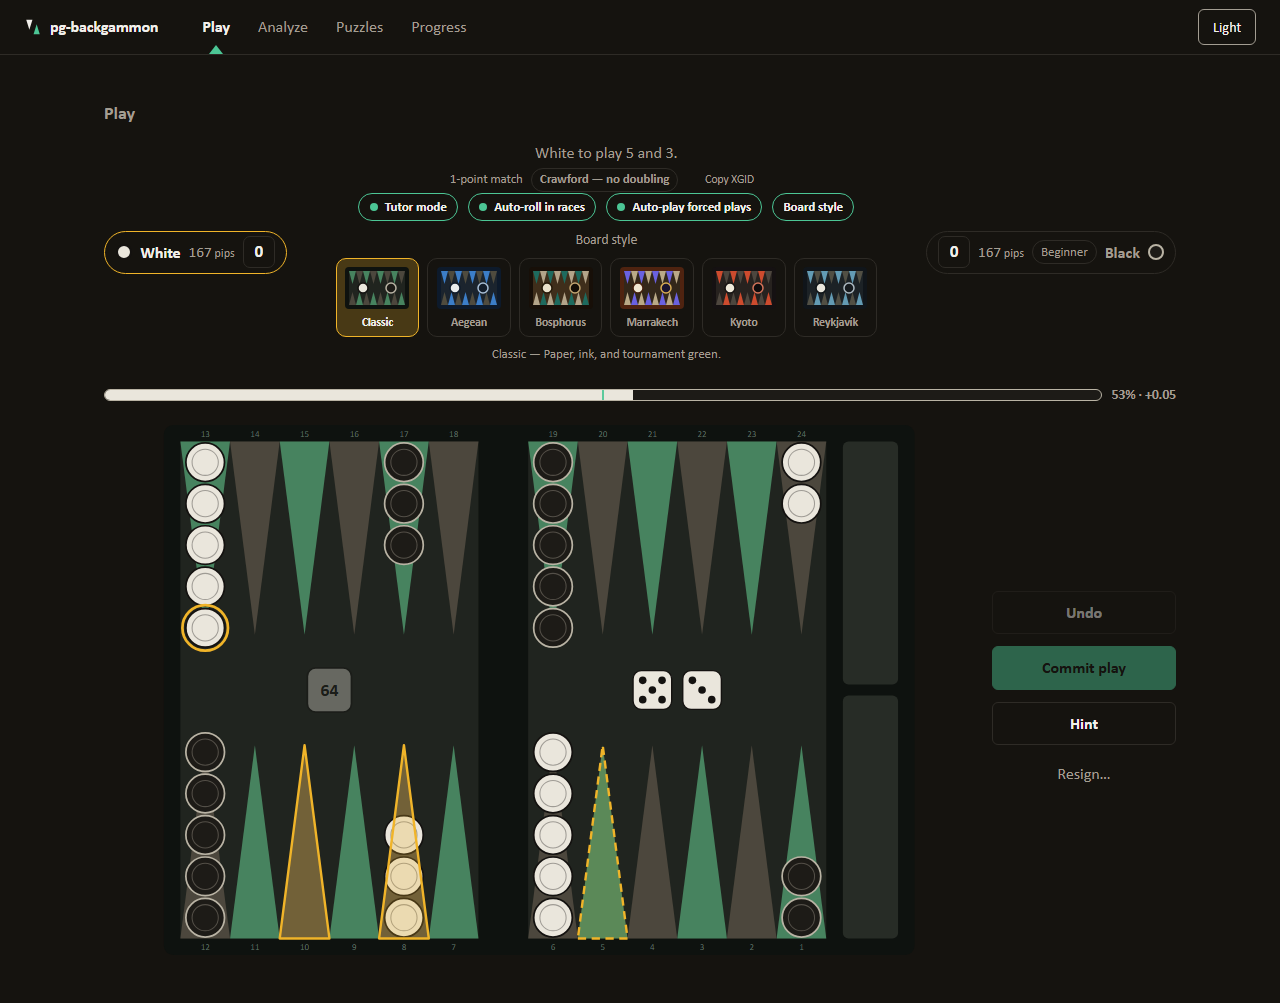 pg-backgammon Play Analyze Puzzles Progress Light
Play
White to play 5 and 3.
1-point match Crawford — no doubling Copy XGID
Tutor mode Auto-roll in races Auto-play forced plays Board style
White 167 pips 0
Board style
0 167 pips Beginner Black
Classic Aegean Bosphorus Marrakech Kyoto Reykjavik
Classic — Paper, ink, and tournament green.
53% · +0.05
13 14 15 16 17 18 19 20 21 22 23 24
64
Undo
Commit play
Hint
Resign...
12 11 10 9 8 7 6 5 4 3 2 1